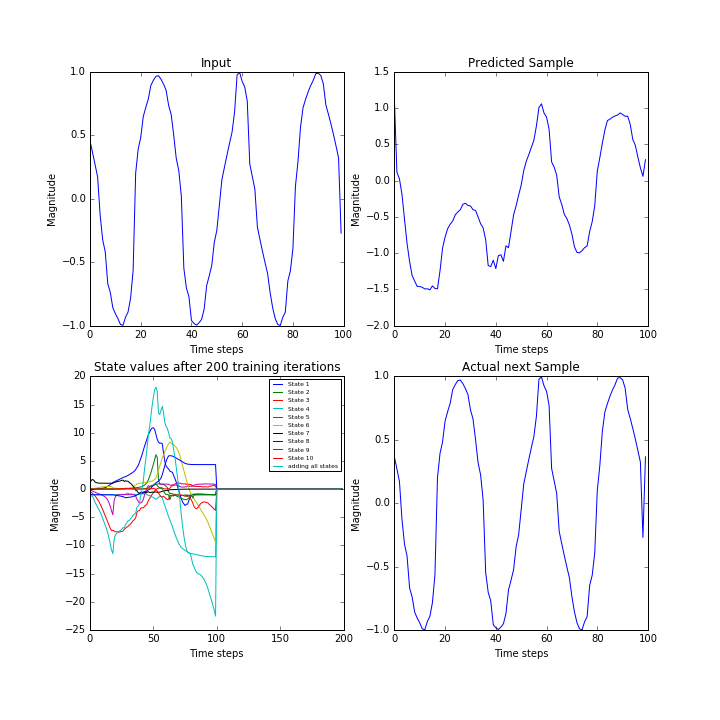 Input
Magnitude
1.0
0.5
0.0
−0.5
−1.0
0 20 40 60 80 100
Time steps
Predicted Sample
Magnitude
1.5
1.0
0.5
0.0
−0.5
−1.0
−1.5
−2.0
0 20 40 60 80 100
Time steps
State values after 200 training iterations
Magnitude
20
15
10
5
0
−5
−10
−15
−20
−25
0 50 100 150 200
Time steps
State 1
State 2
State 3
State 4
State 5
State 6
State 7
State 8
State 9
State 10
adding all states
Actual next Sample
Magnitude
1.0
0.5
0.0
−0.5
−1.0
0 20 40 60 80 100
Time steps